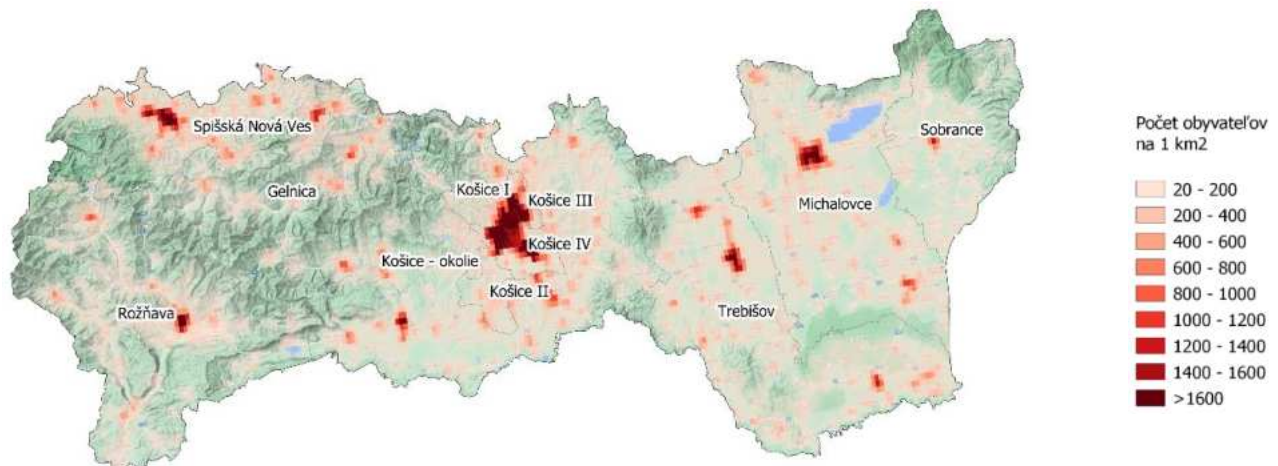 Spišská Nová Ves
Gelnica
Rožňava
Košice I
Košice III
Košice IV
Košice - okolie
Košice II
Trebišov
Michalovce
Sobrance
Počet obyvateľov
na 1 km2
20 - 200
200 - 400
400 - 600
600 - 800
800 - 1000
1000 - 1200
1200 - 1400
1400 - 1600
>1600